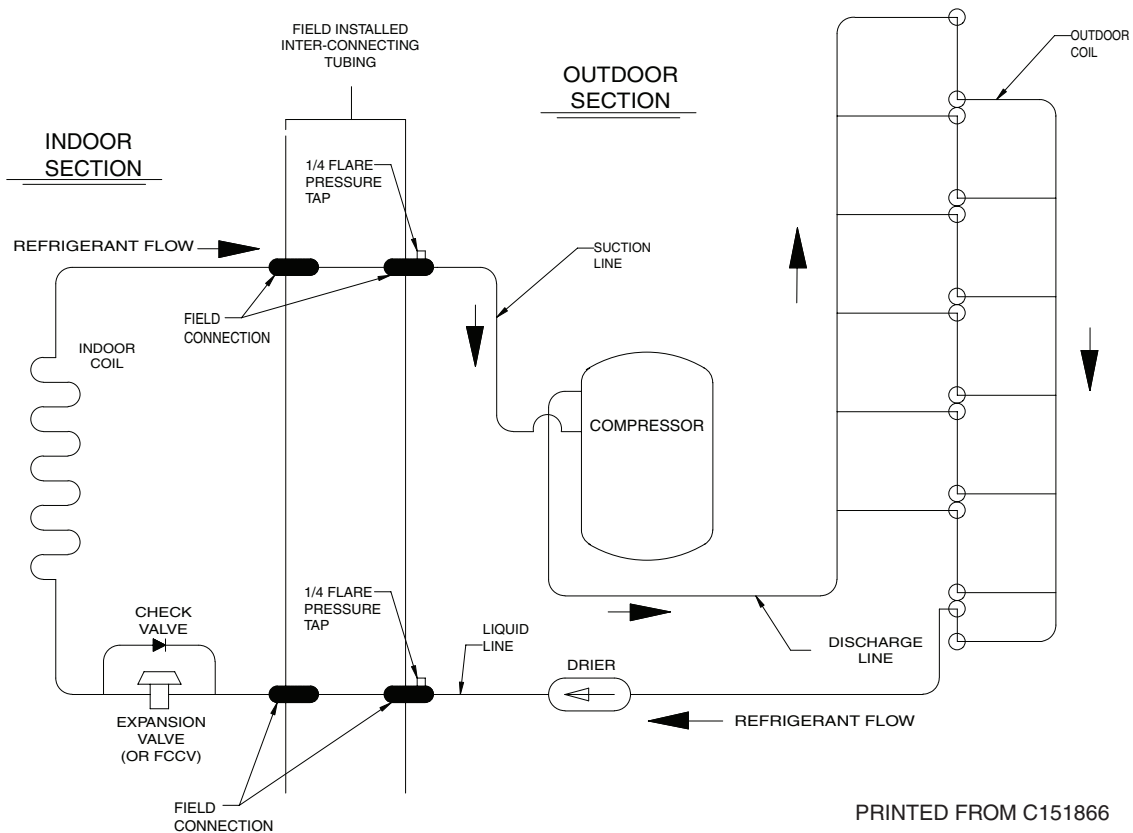 FIELD INSTALLED
INTER-CONNECTING
TUBING
OUTDOOR
SECTION
OUTDOOR
COIL
INDOOR
SECTION
1/4 FLARE
PRESSURE
TAP
REFRIGERANT FLOW
SUCTION
LINE
FIELD
CONNECTION
INDOOR
COIL
COMPRESSOR
CHECK
VALVE
1/4 FLARE
PRESSURE
TAP
LIQUID
LINE
DISCHARGE
LINE
DRIER
EXPANSION
VALVE
(OR FCCV)
REFRIGERANT FLOW
FIELD
CONNECTION
PRINTED FROM C151866